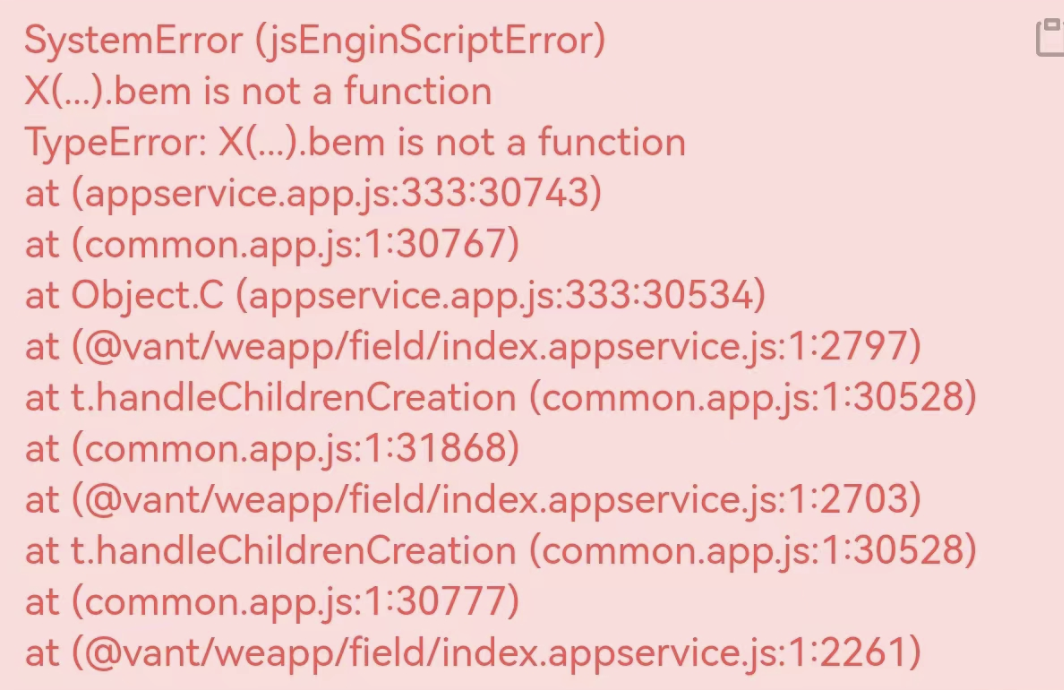 SystemError (jsEnginScriptError)
X(...).bem is not a function
TypeError: X(...).bem is not a function
at (appservice.app.js:333:30743)
at (common.app.js:1:30767)
at Object.C (appservice.app.js:333:30534)
at (@vant/weapp/field/index.appservice.js:1:2797)
at t.handleChildrenCreation (common.app.js:1:30528)
at (common.app.js:1:31868)
at (@vant/weapp/field/index.appservice.js:1:2703)
at t.handleChildrenCreation (common.app.js:1:30528)
at (common.app.js:1:30777)
at (@vant/weapp/field/index.appservice.js:1:2261)